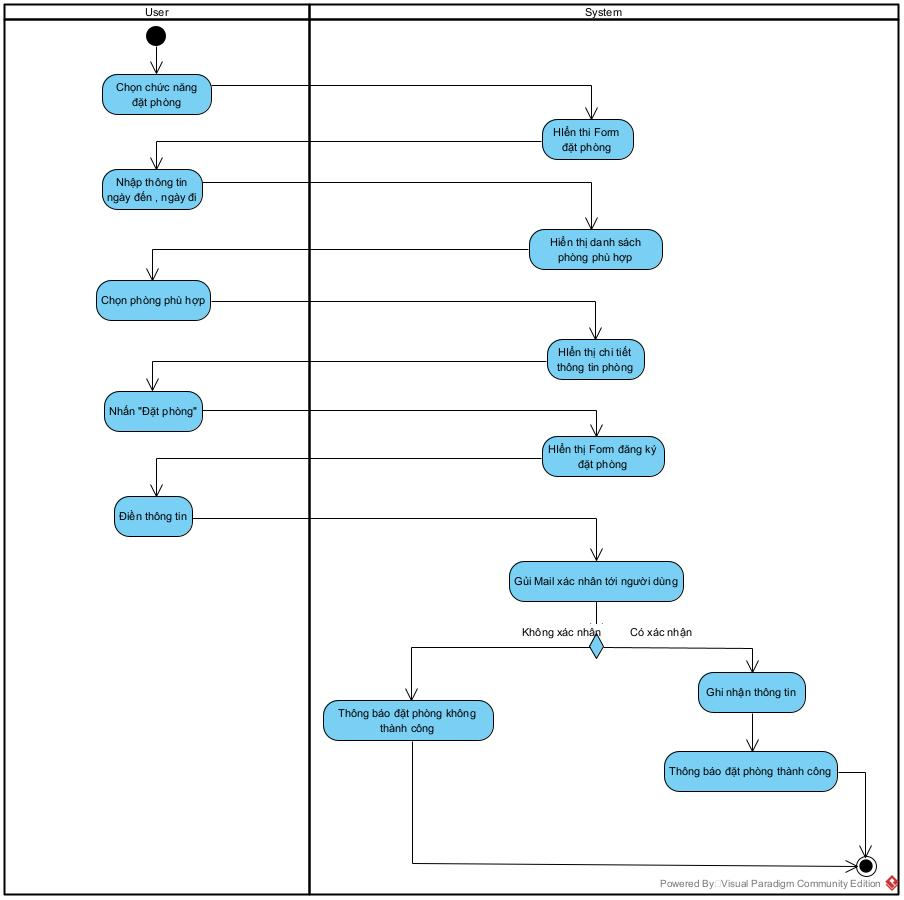 User
System
Chọn chức năng
đặt phòng
HIển thi Form
đặt phòng
Nhập thông tin
ngày đến , ngày đi
Hiển thị danh sách
phòng phù hợp
Chọn phòng phù hợp
HIển thị chi tiết
thông tin phòng
Nhấn "Đặt phòng"
HIển thị Form đăng ký
đặt phòng
Điền thông tin
Gủi Mail xác nhân tới người dùng
Không xác nhân
Có xác nhận
Ghi nhận thông tin
Thông báo đặt phòng không
thành công
Thông báo đặt phòng thành công
Powered By Visual Paradigm Community Edition